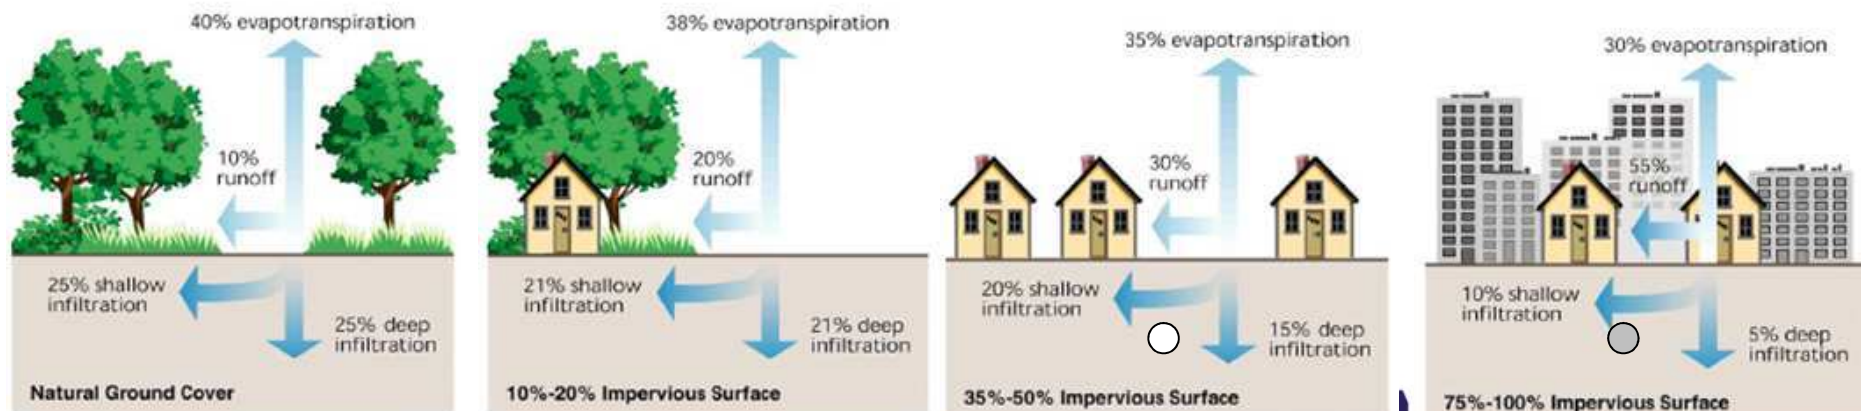 40% evapotranspiration
10%
runoff
25% shallow
infiltration
25% deep
infiltration
Natural Ground Cover
38% evapotranspiration
20%
runoff
21% shallow
infiltration
21% deep
infiltration
10%-20% Impervious Surface
35% evapotranspiration
30%
runoff
20% shallow
infiltration
15% deep
infiltration
35%-50% Impervious Surface
30% evapotranspiration
55%
runoff
10% shallow
infiltration
5% deep
infiltration
75%-100% Impervious Surface